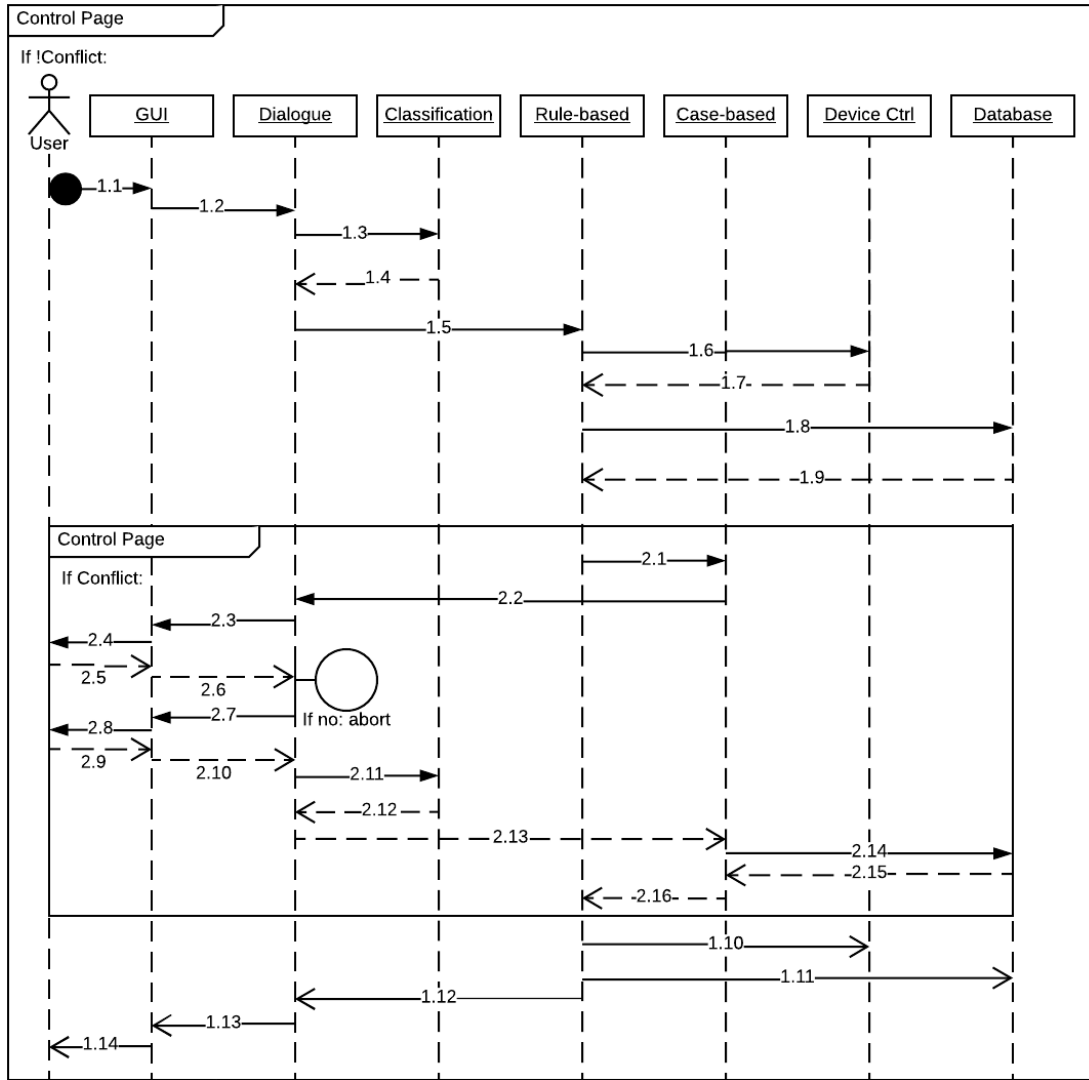 Control Page
If !Conflict:
User
GUI
Dialogue
Classification
Rule-based
Case-based
Device Ctrl
Database
1.1
1.2
1.3
1.4
1.5
1.6
1.7
1.8
1.9
Control Page
If Conflict:
2.1
2.2
2.3
2.4
2.5
2.6
2.7
If no: abort
2.8
2.9
2.10
2.11
2.12
2.13
2.14
2.15
2.16
1.10
1.11
1.12
1.13
1.14